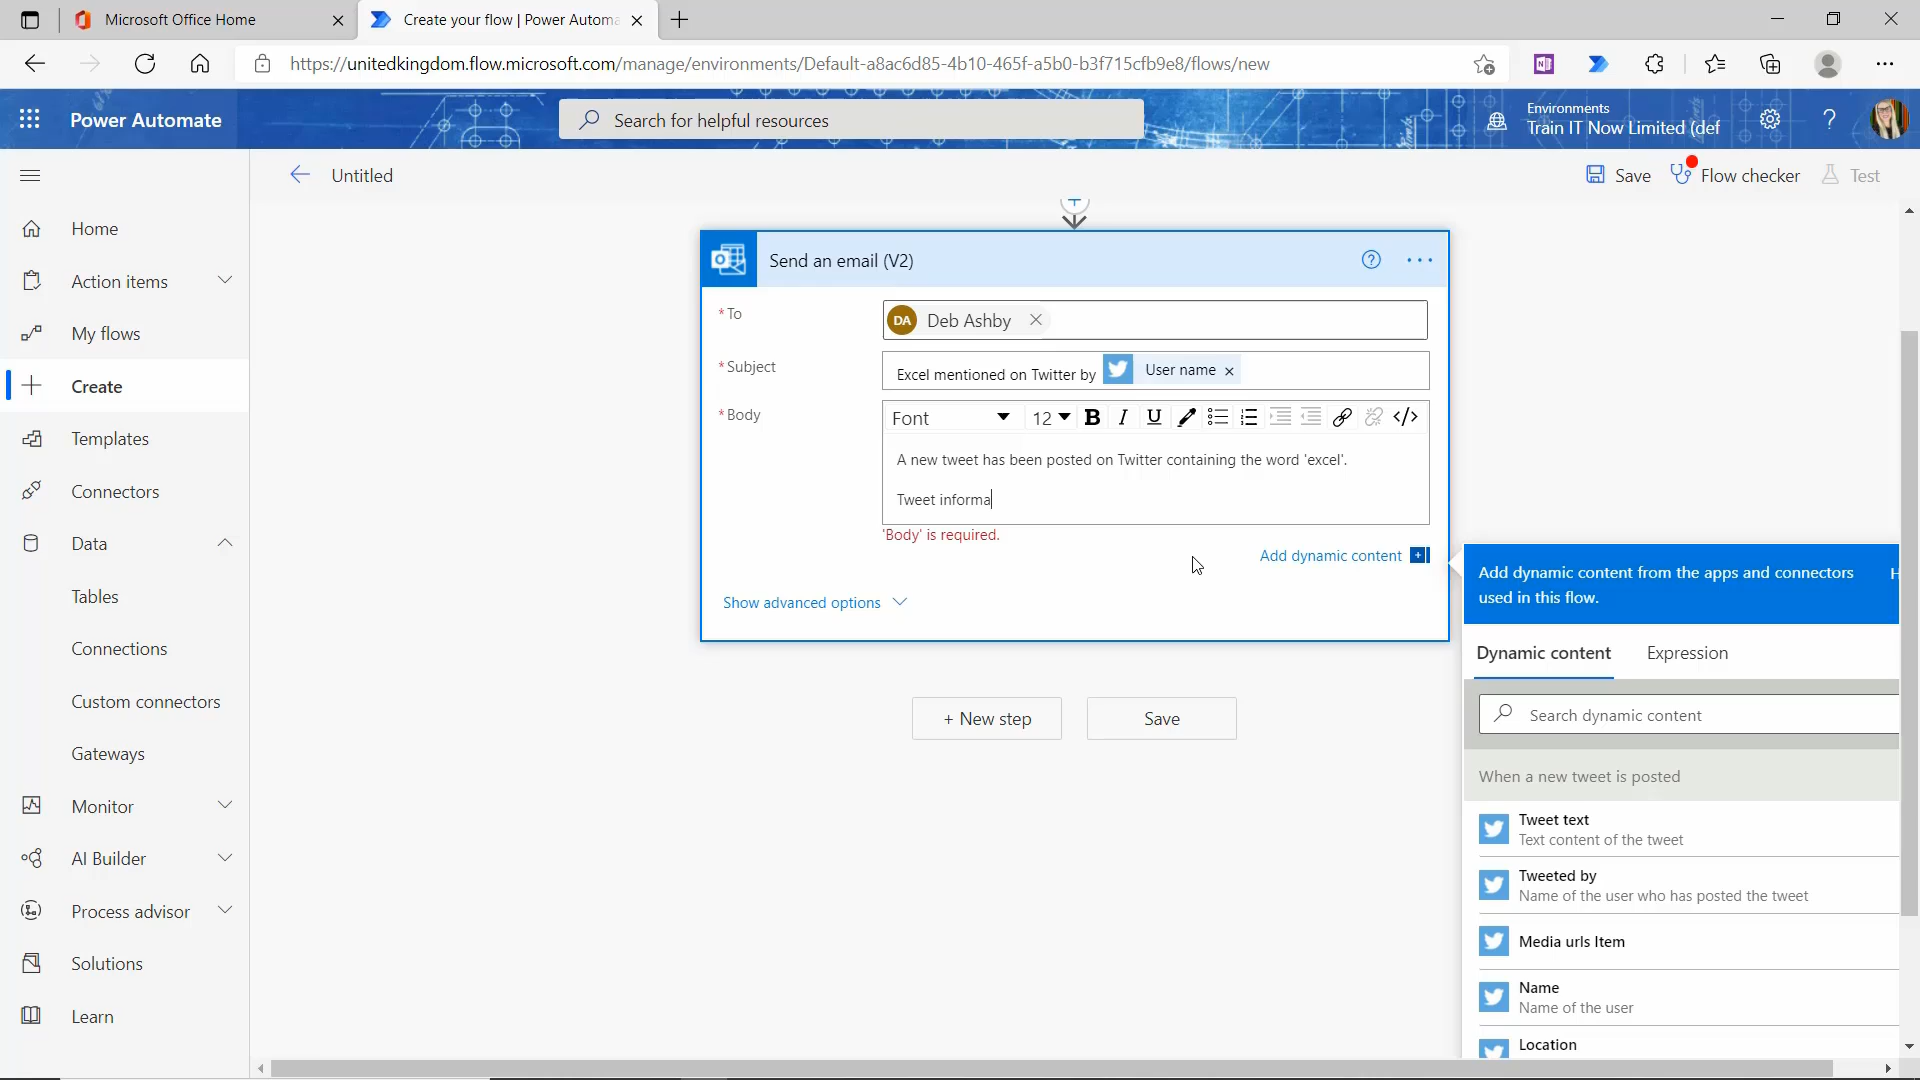 Microsoft Office Home
Create your flow | Power Automa
https://unitedkingdom.flow.microsoft.com/manage/environments/Default-a8ac6d85-4b10-465f-a5b0-b3f715cfb9e8/flows/new
Power Automate
Search for helpful resources
Environments
Train IT Now Limited (def
Untitled
Save
Flow checker
Test
Home
Action items
My flows
Create
Templates
Connectors
Data
Tables
Connections
Custom connectors
Gateways
Monitor
AI Builder
Process advisor
Solutions
Learn
Send an email (V2)
* To
DA Deb Ashby
* Subject
Excel mentioned on Twitter by User name
* Body
Font 12 B I U </>
A new tweet has been posted on Twitter containing the word 'excel'.
Tweet informa
'Body' is required.
Add dynamic content
Show advanced options
+ New step
Save
Add dynamic content from the apps and connectors H
used in this flow.
Dynamic content
Expression
Search dynamic content
When a new tweet is posted
Tweet text
Text content of the tweet
Tweeted by
Name of the user who has posted the tweet
Media urls Item
Name
Name of the user
Location